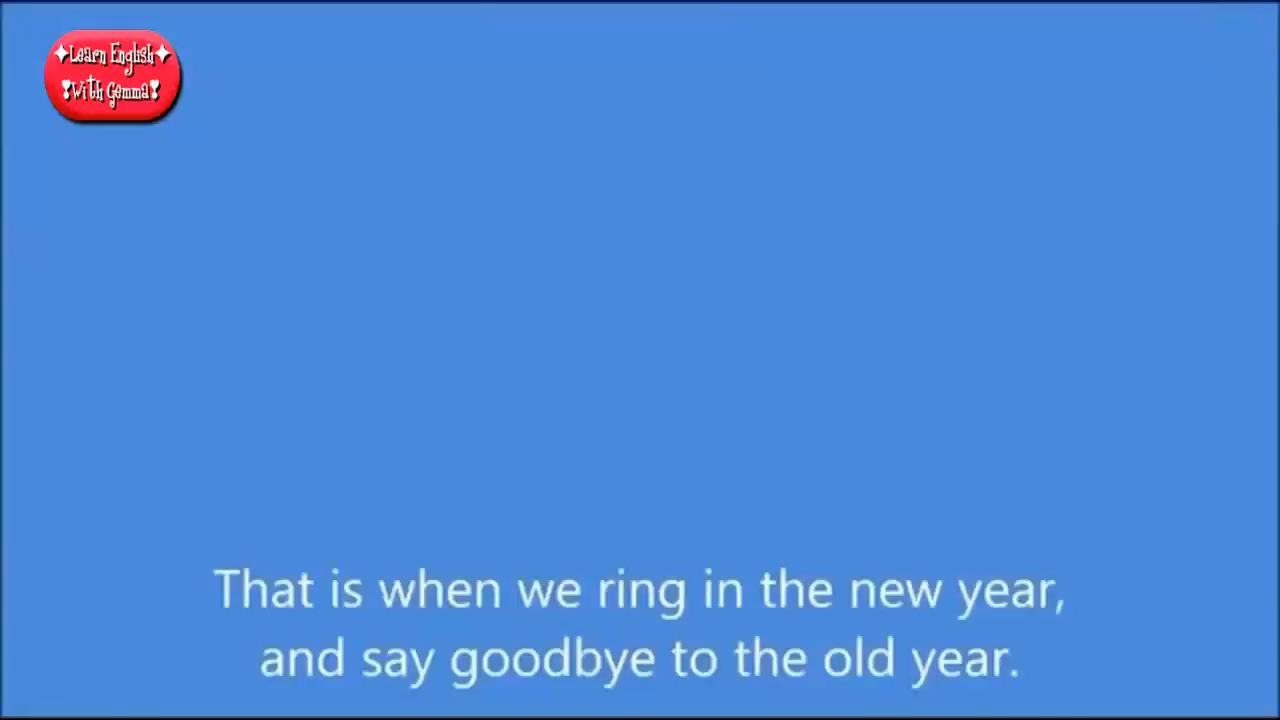 Learn English
With Gemma
That is when we ring in the new year,
and say goodbye to the old year.